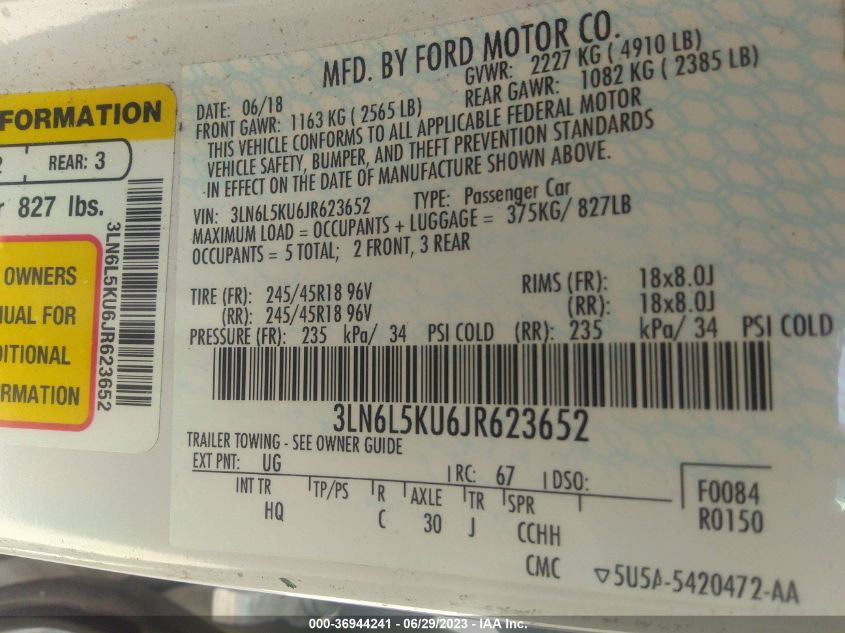 FORMATION
REAR: 3
827 lbs.
OWNERS
UAL FOR
DITIONAL
RMATION
3LN6L5KU6JR623652
MFD. BY FORD MOTOR CO.
DATE: 06/18 GVWR: 2227 KG ( 4910 LB)
FRONT GAWR: 1163 KG ( 2565 LB) REAR GAWR: 1082 KG ( 2385 LB)
THIS VEHICLE CONFORMS TO ALL APPLICABLE FEDERAL MOTOR
VEHICLE SAFETY, BUMPER, AND THEFT PREVENTION STANDARDS
IN EFFECT ON THE DATE OF MANUFACTURE SHOWN ABOVE.
VIN: 3LN6L5KU6JR623652 TYPE: Passenger Car
MAXIMUM LOAD = OCCUPANTS + LUGGAGE = 375KG/ 827LB
OCCUPANTS = 5 TOTAL; 2 FRONT, 3 REAR
TIRE (FR): 245/45R18 96V RIMS (FR): 18x8.0J
(RR): 245/45R18 96V (RR): 18x8.0J
PRESSURE (FR): 235 kPa/ 34 PSI COLD (RR): 235 kPa/ 34 PSI COLD
3LN6L5KU6JR623652
TRAILER TOWING - SEE OWNER GUIDE
EXT PNT: UG RC: 67 DSO:
INT TR TP/PS R AXLE TR SPR
HQ C 30 J CCHH
F0084
R0150
CMC ▽5U5A-5420472-AA
000-36944241 - 06/29/2023 - IAA Inc.